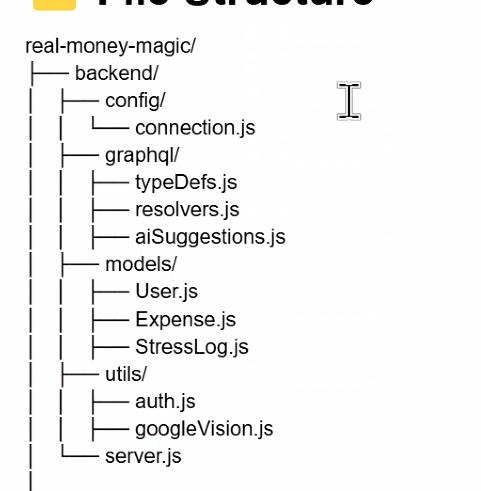 File structure
real-money-magic/
├── backend/
│   ├── config/
│   │   └── connection.js
│   ├── graphql/
│   │   ├── typeDefs.js
│   │   ├── resolvers.js
│   │   ├── aiSuggestions.js
│   ├── models/
│   │   ├── User.js
│   │   ├── Expense.js
│   │   ├── StressLog.js
│   ├── utils/
│   │   ├── auth.js
│   │   ├── googleVision.js
│   └── server.js
│